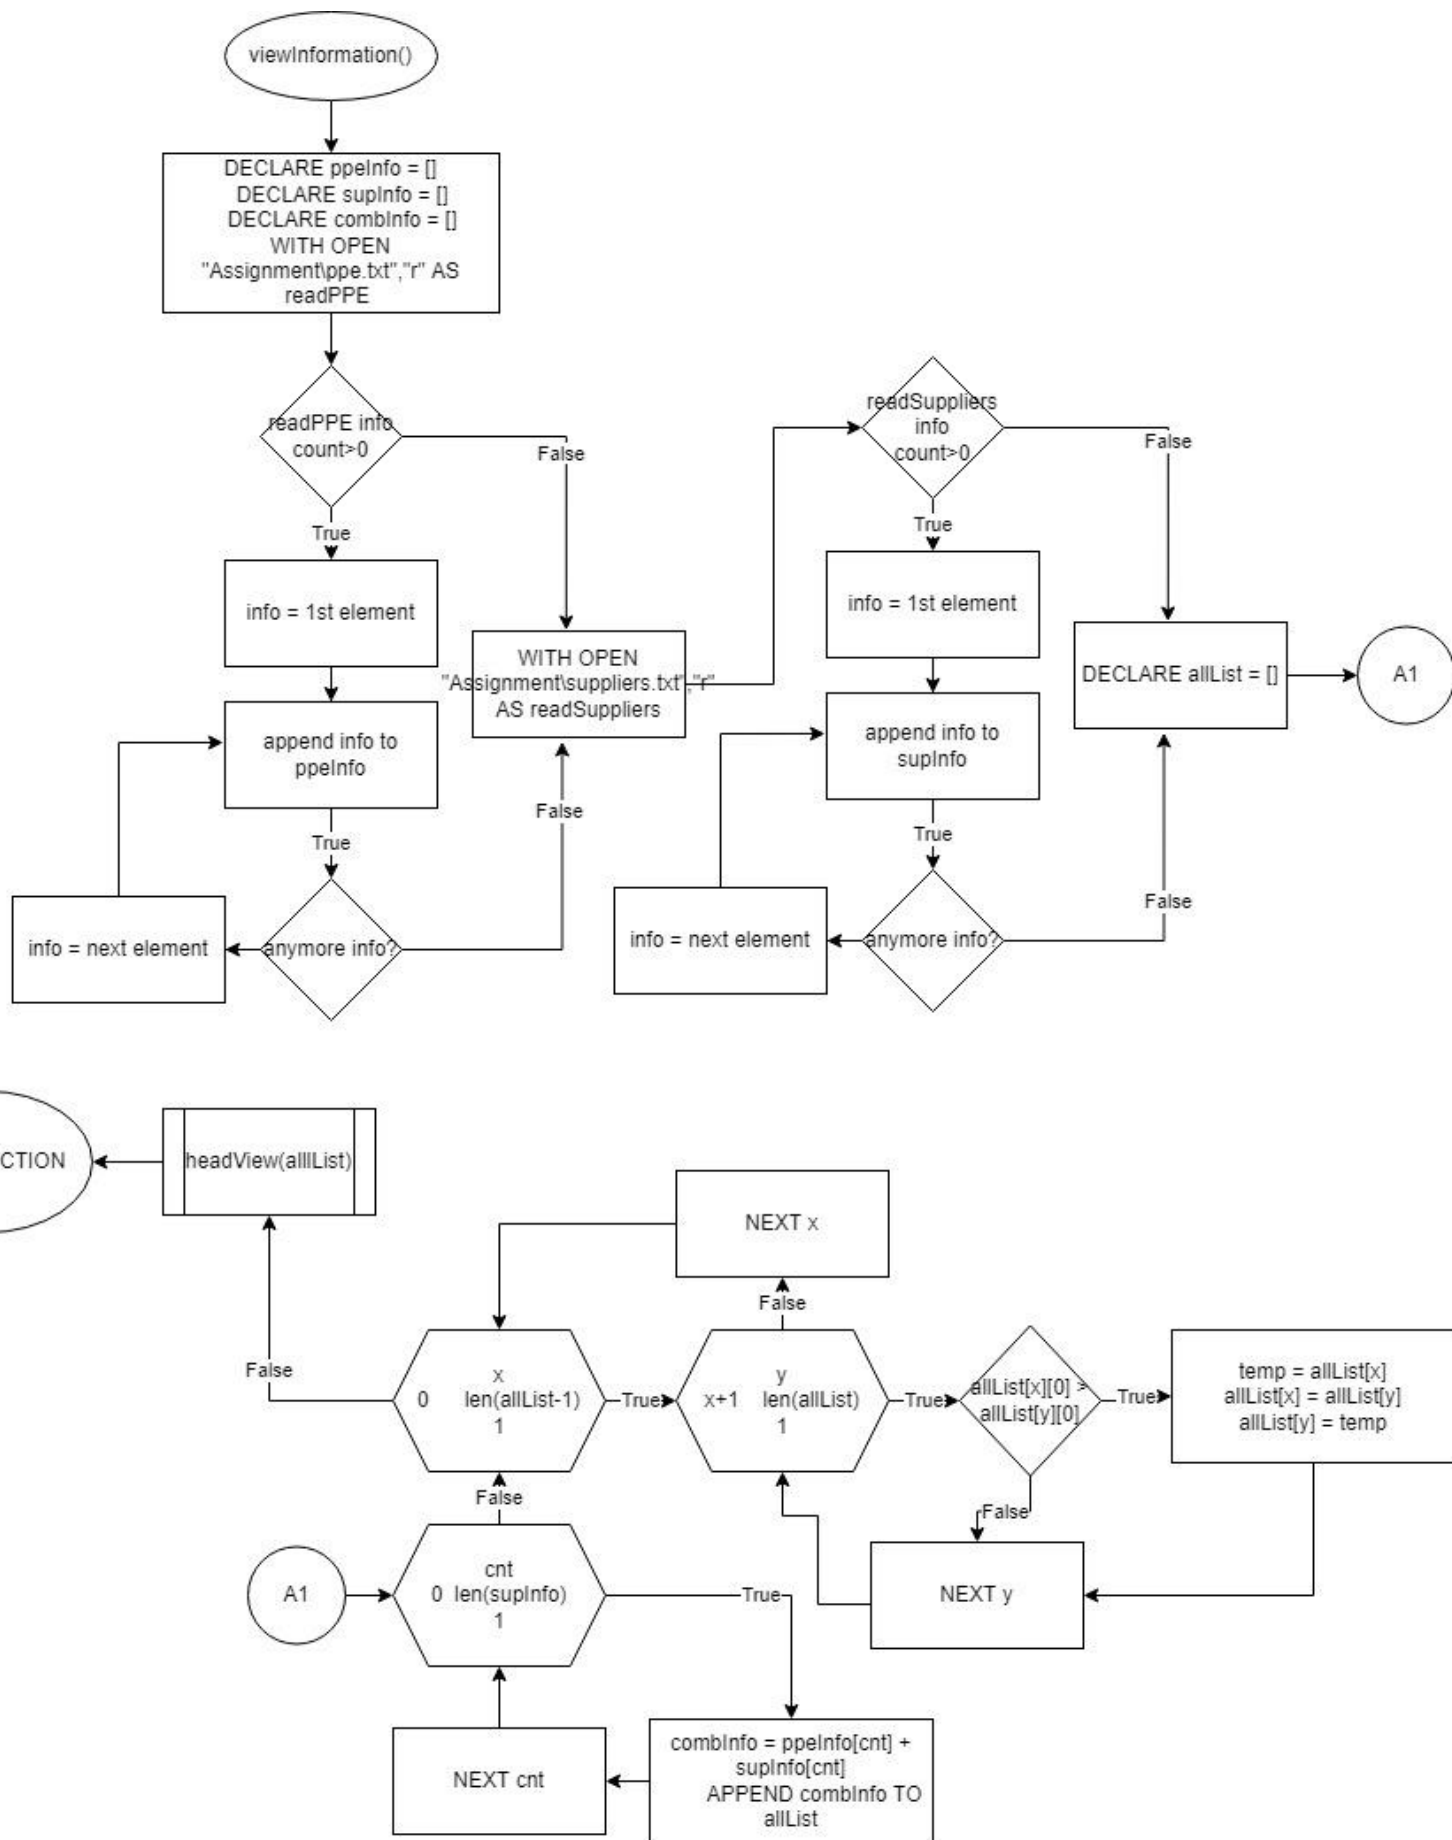 viewInformation()
DECLARE ppeInfo = []
DECLARE supInfo = []
DECLARE combInfo = []
WITH OPEN
"Assignment\ppe.txt","r" AS
readPPE
readPPE info
count>0
False
True
info = 1st element
append info to
ppeInfo
True
anymore info?
info = next element
False
WITH OPEN
"Assignment\suppliers.txt","r"
AS readSuppliers
readSuppliers
info
count>0
False
True
info = 1st element
append info to
supInfo
True
anymore info?
info = next element
False
DECLARE allList = []
A1
CTION
headView(alllList)
False
NEXT x
False
x
0 len(allList-1)
1
True
y
x+1 len(allList)
1
True
allList[x][0] >
allList[y][0]
True
temp = allList[x]
allList[x] = allList[y]
allList[y] = temp
False
NEXT y
False
A1
cnt
0 len(supInfo)
1
True
combInfo = ppeInfo[cnt] +
supInfo[cnt]
APPEND combInfo TO
allList
NEXT cnt